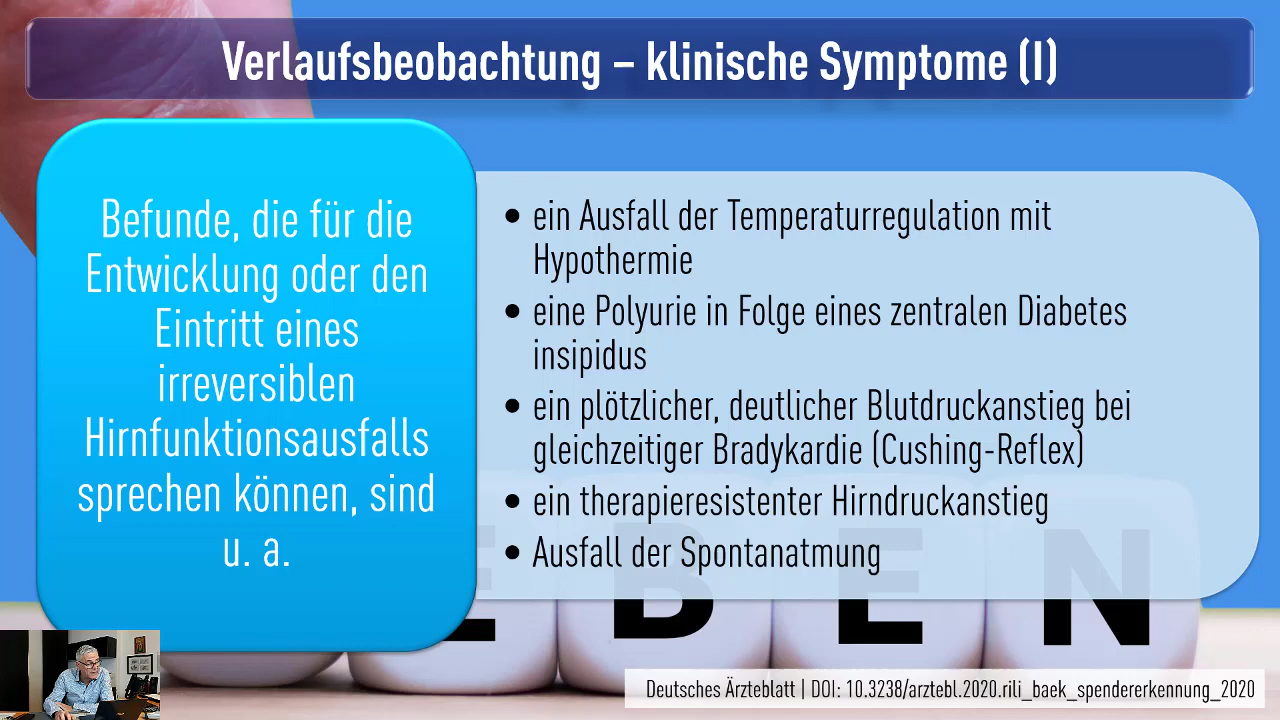 Verlaufsbeobachtung – klinische Symptome (I)
Befunde, die für die
Entwicklung oder den
Eintritt eines
irreversiblen
Hirnfunktionsausfalls
sprechen können, sind
u. a.
• ein Ausfall der Temperaturregulation mit
Hypothermie
• eine Polyurie in Folge eines zentralen Diabetes
insipidus
• ein plötzlicher, deutlicher Blutdruckanstieg bei
gleichzeitiger Bradykardie (Cushing-Reflex)
• ein therapieresistenter Hirndruckanstieg
• Ausfall der Spontanatmung
EBEN
Deutsches Ärzteblatt | DOI: 10.3238/arztebl.2020.rili_baek_spendererkennung_2020